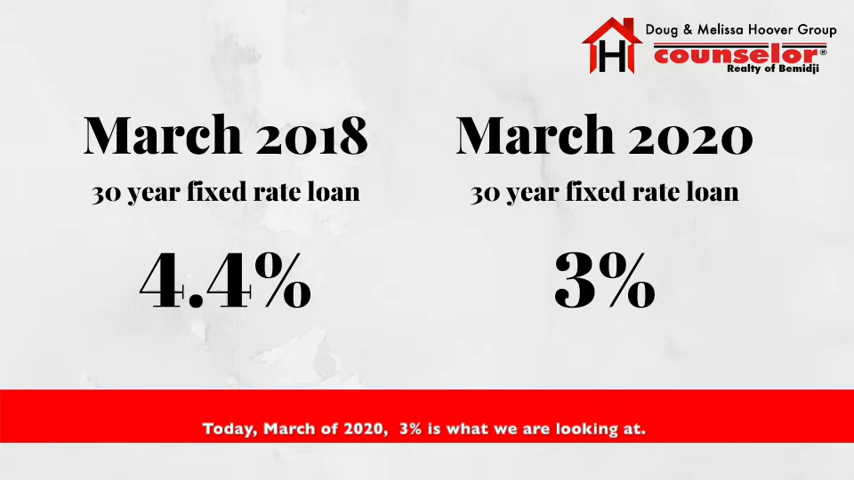 Doug & Melissa Hoover Group
H counselor®
Realty of Bemidji
March 2018
30 year fixed rate loan
4.4%
March 2020
30 year fixed rate loan
3%
Today, March of 2020,  3% is what we are looking at.